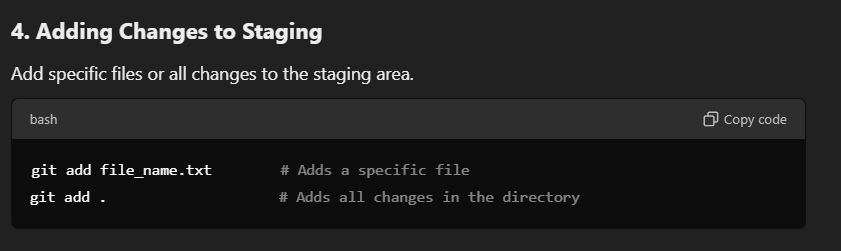 4. Adding Changes to Staging
Add specific files or all changes to the staging area.
bash
Copy code
git add file_name.txt # Adds a specific file
git add . # Adds all changes in the directory